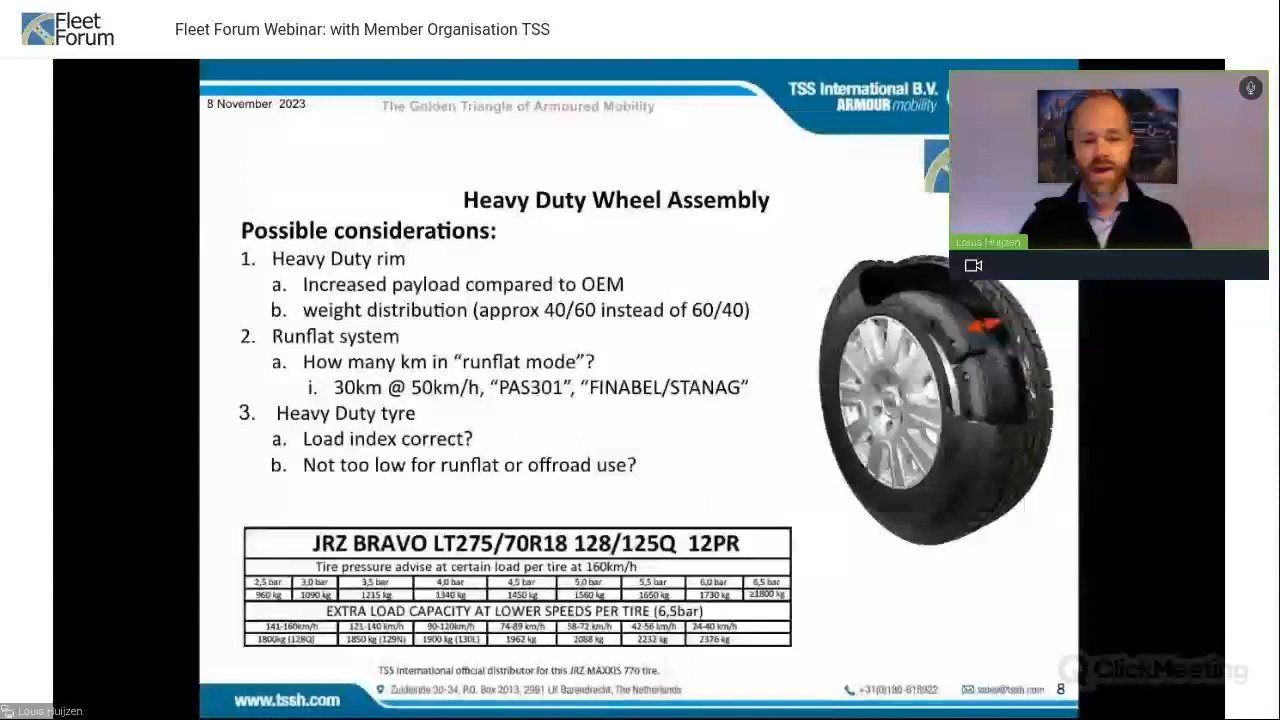 Fleet Forum
Fleet Forum Webinar: with Member Organisation TSS
8 November 2023
The Golden Triangle of Armoured Mobility
TSS International B.V.
ARMOUR mobility
Heavy Duty Wheel Assembly
Possible considerations:
1. Heavy Duty rim
a. Increased payload compared to OEM
b. weight distribution (approx 40/60 instead of 60/40)
2. Runflat system
a. How many km in “runflat mode”?
i. 30km @ 50km/h, “PAS301”, “FINABEL/STANAG”
3. Heavy Duty tyre
a. Load index correct?
b. Not too low for runflat or offroad use?
JRZ BRAVO LT275/70R18 128/125Q 12PR
Tire pressure advise at certain load per tire at 160km/h
2,5 bar 3,0 bar 3,5 bar 4,0 bar 4,5 bar 5,0 bar 5,5 bar 6,0 bar 6,5 bar
960 kg 1090 kg 1215 kg 1340 kg 1450 kg 1560 kg 1650 kg 1730 kg ≥1800 kg
EXTRA LOAD CAPACITY AT LOWER SPEEDS PER TIRE (6,5bar)
141-160km/h 121-140 km/h 90-120km/h 74-89 km/h 58-72 km/h 42-56 km/h 24-40 km/h
1800kg (128Q) 1850 kg (129N) 1900 kg (130L) 1962 kg 2088 kg 2232 kg 2376 kg
TSS International official distributor for this JRZ MAXXIS 770 tire.
www.tssh.com
Zuideinde 30-34, P.O. Box 2013, 2991 LK Barendrecht, The Netherlands
+31(0)180-618922
sales@tssh.com
8
Louis Huijzen
ClickMeeting
Louis Huijzen